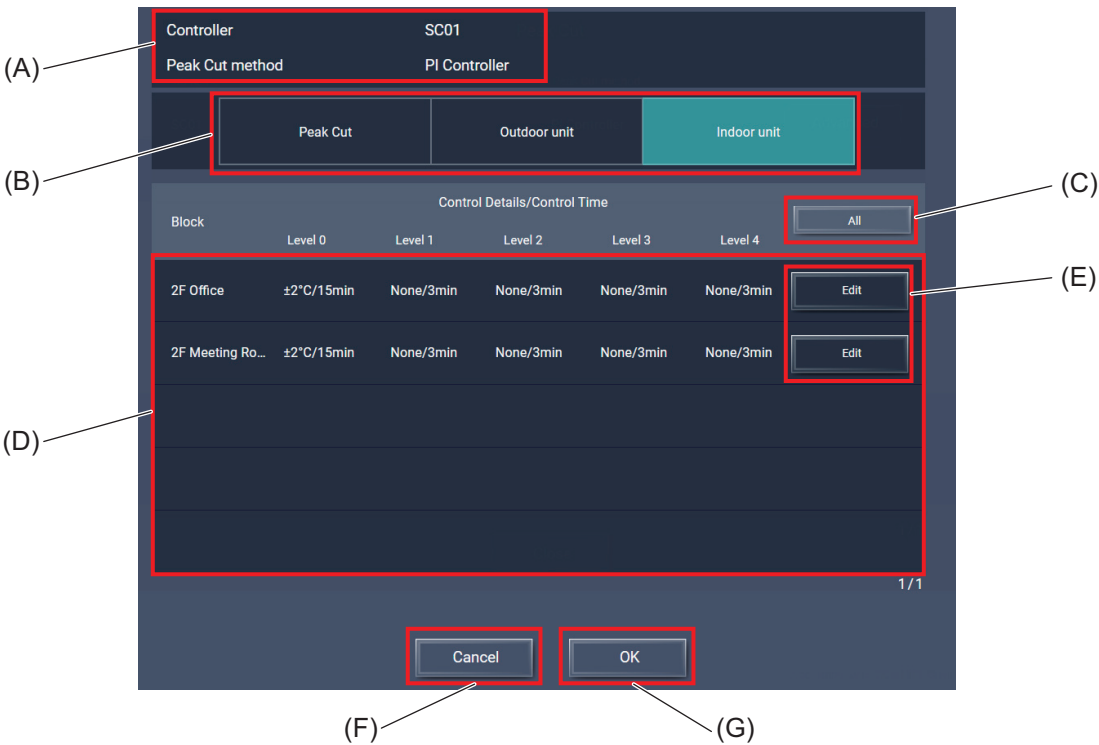 (A)
Controller SC01
Peak Cut method PI Controller
(B)
Peak Cut Outdoor unit Indoor unit
(C)
Block Control Details/Control Time All
Level 0 Level 1 Level 2 Level 3 Level 4
(D)
2F Office ±2°C/15min None/3min None/3min None/3min None/3min Edit
(E)
2F Meeting Ro... ±2°C/15min None/3min None/3min None/3min None/3min Edit
1/1
Cancel OK
(F) (G)